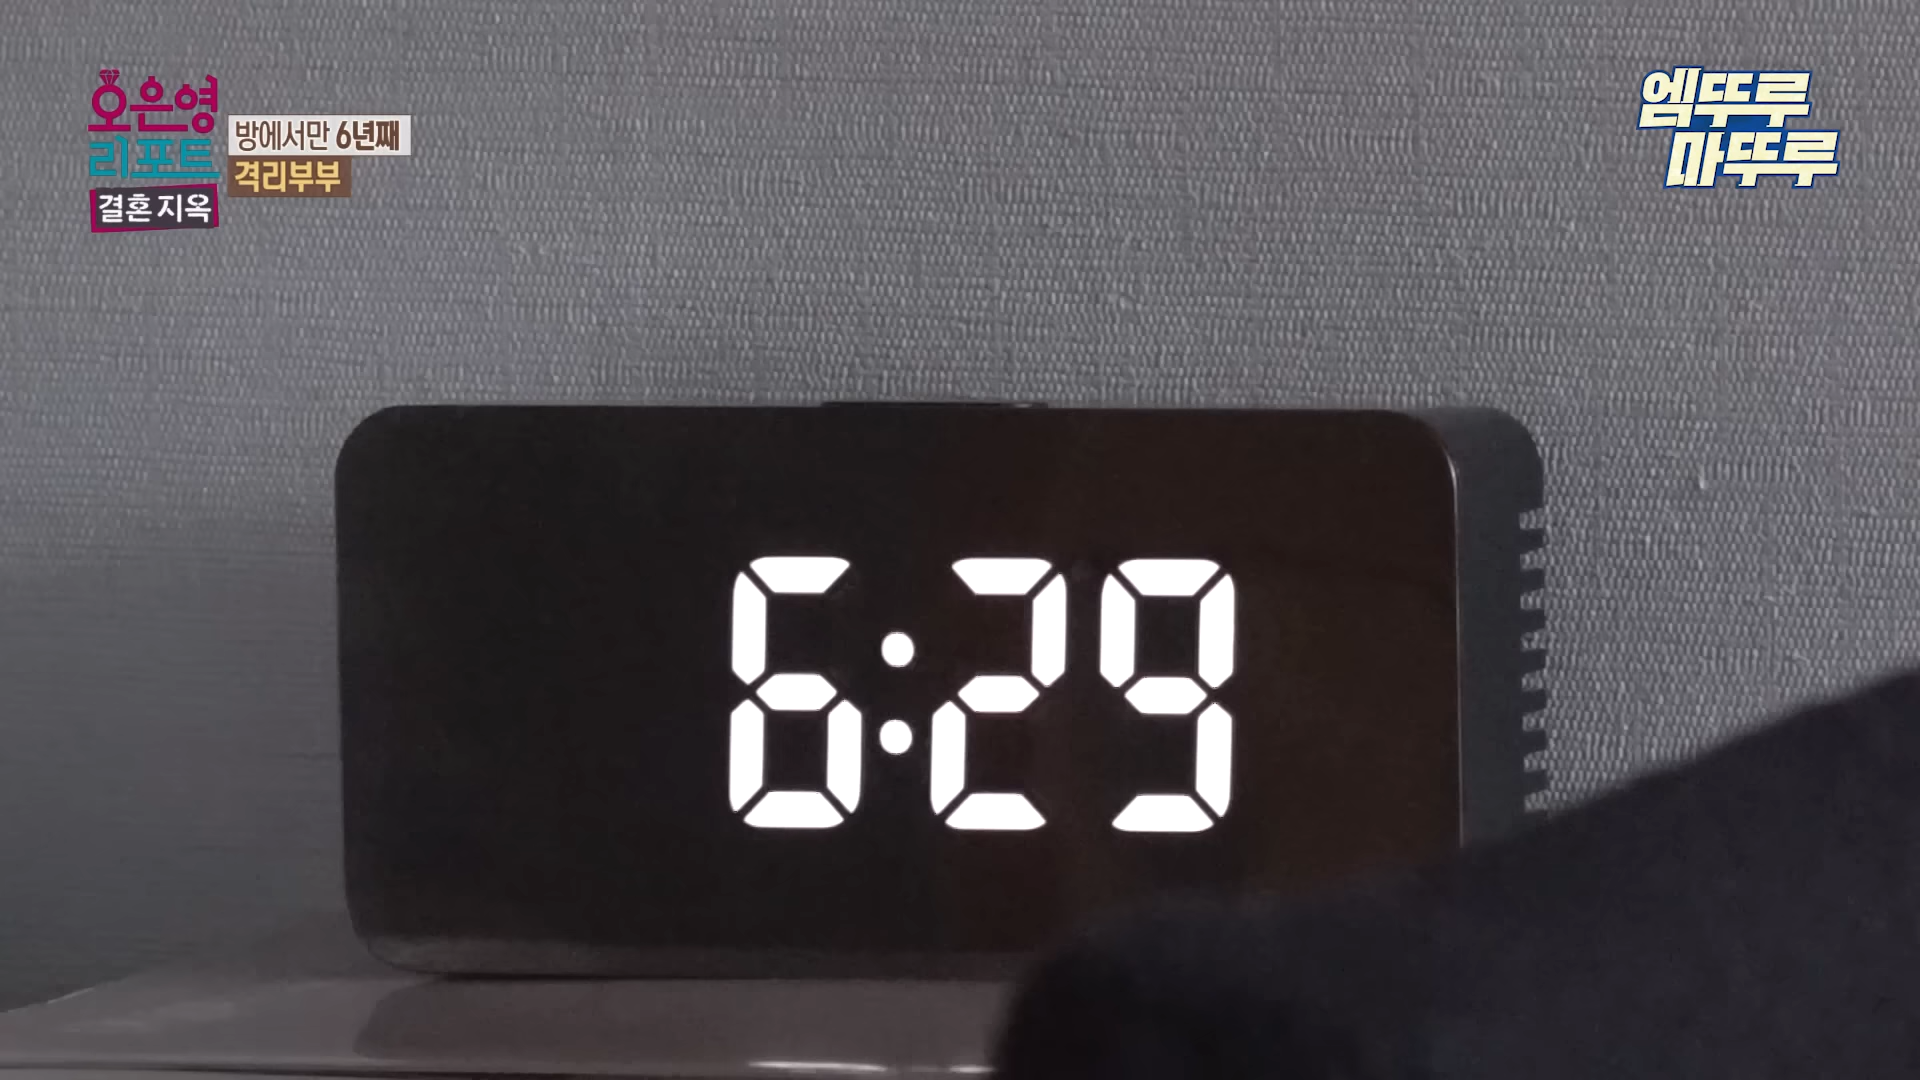 오은영
리포트
결혼 지옥
방에서만 6년째
격리부부
엠뚜루
마뚜루
6:29